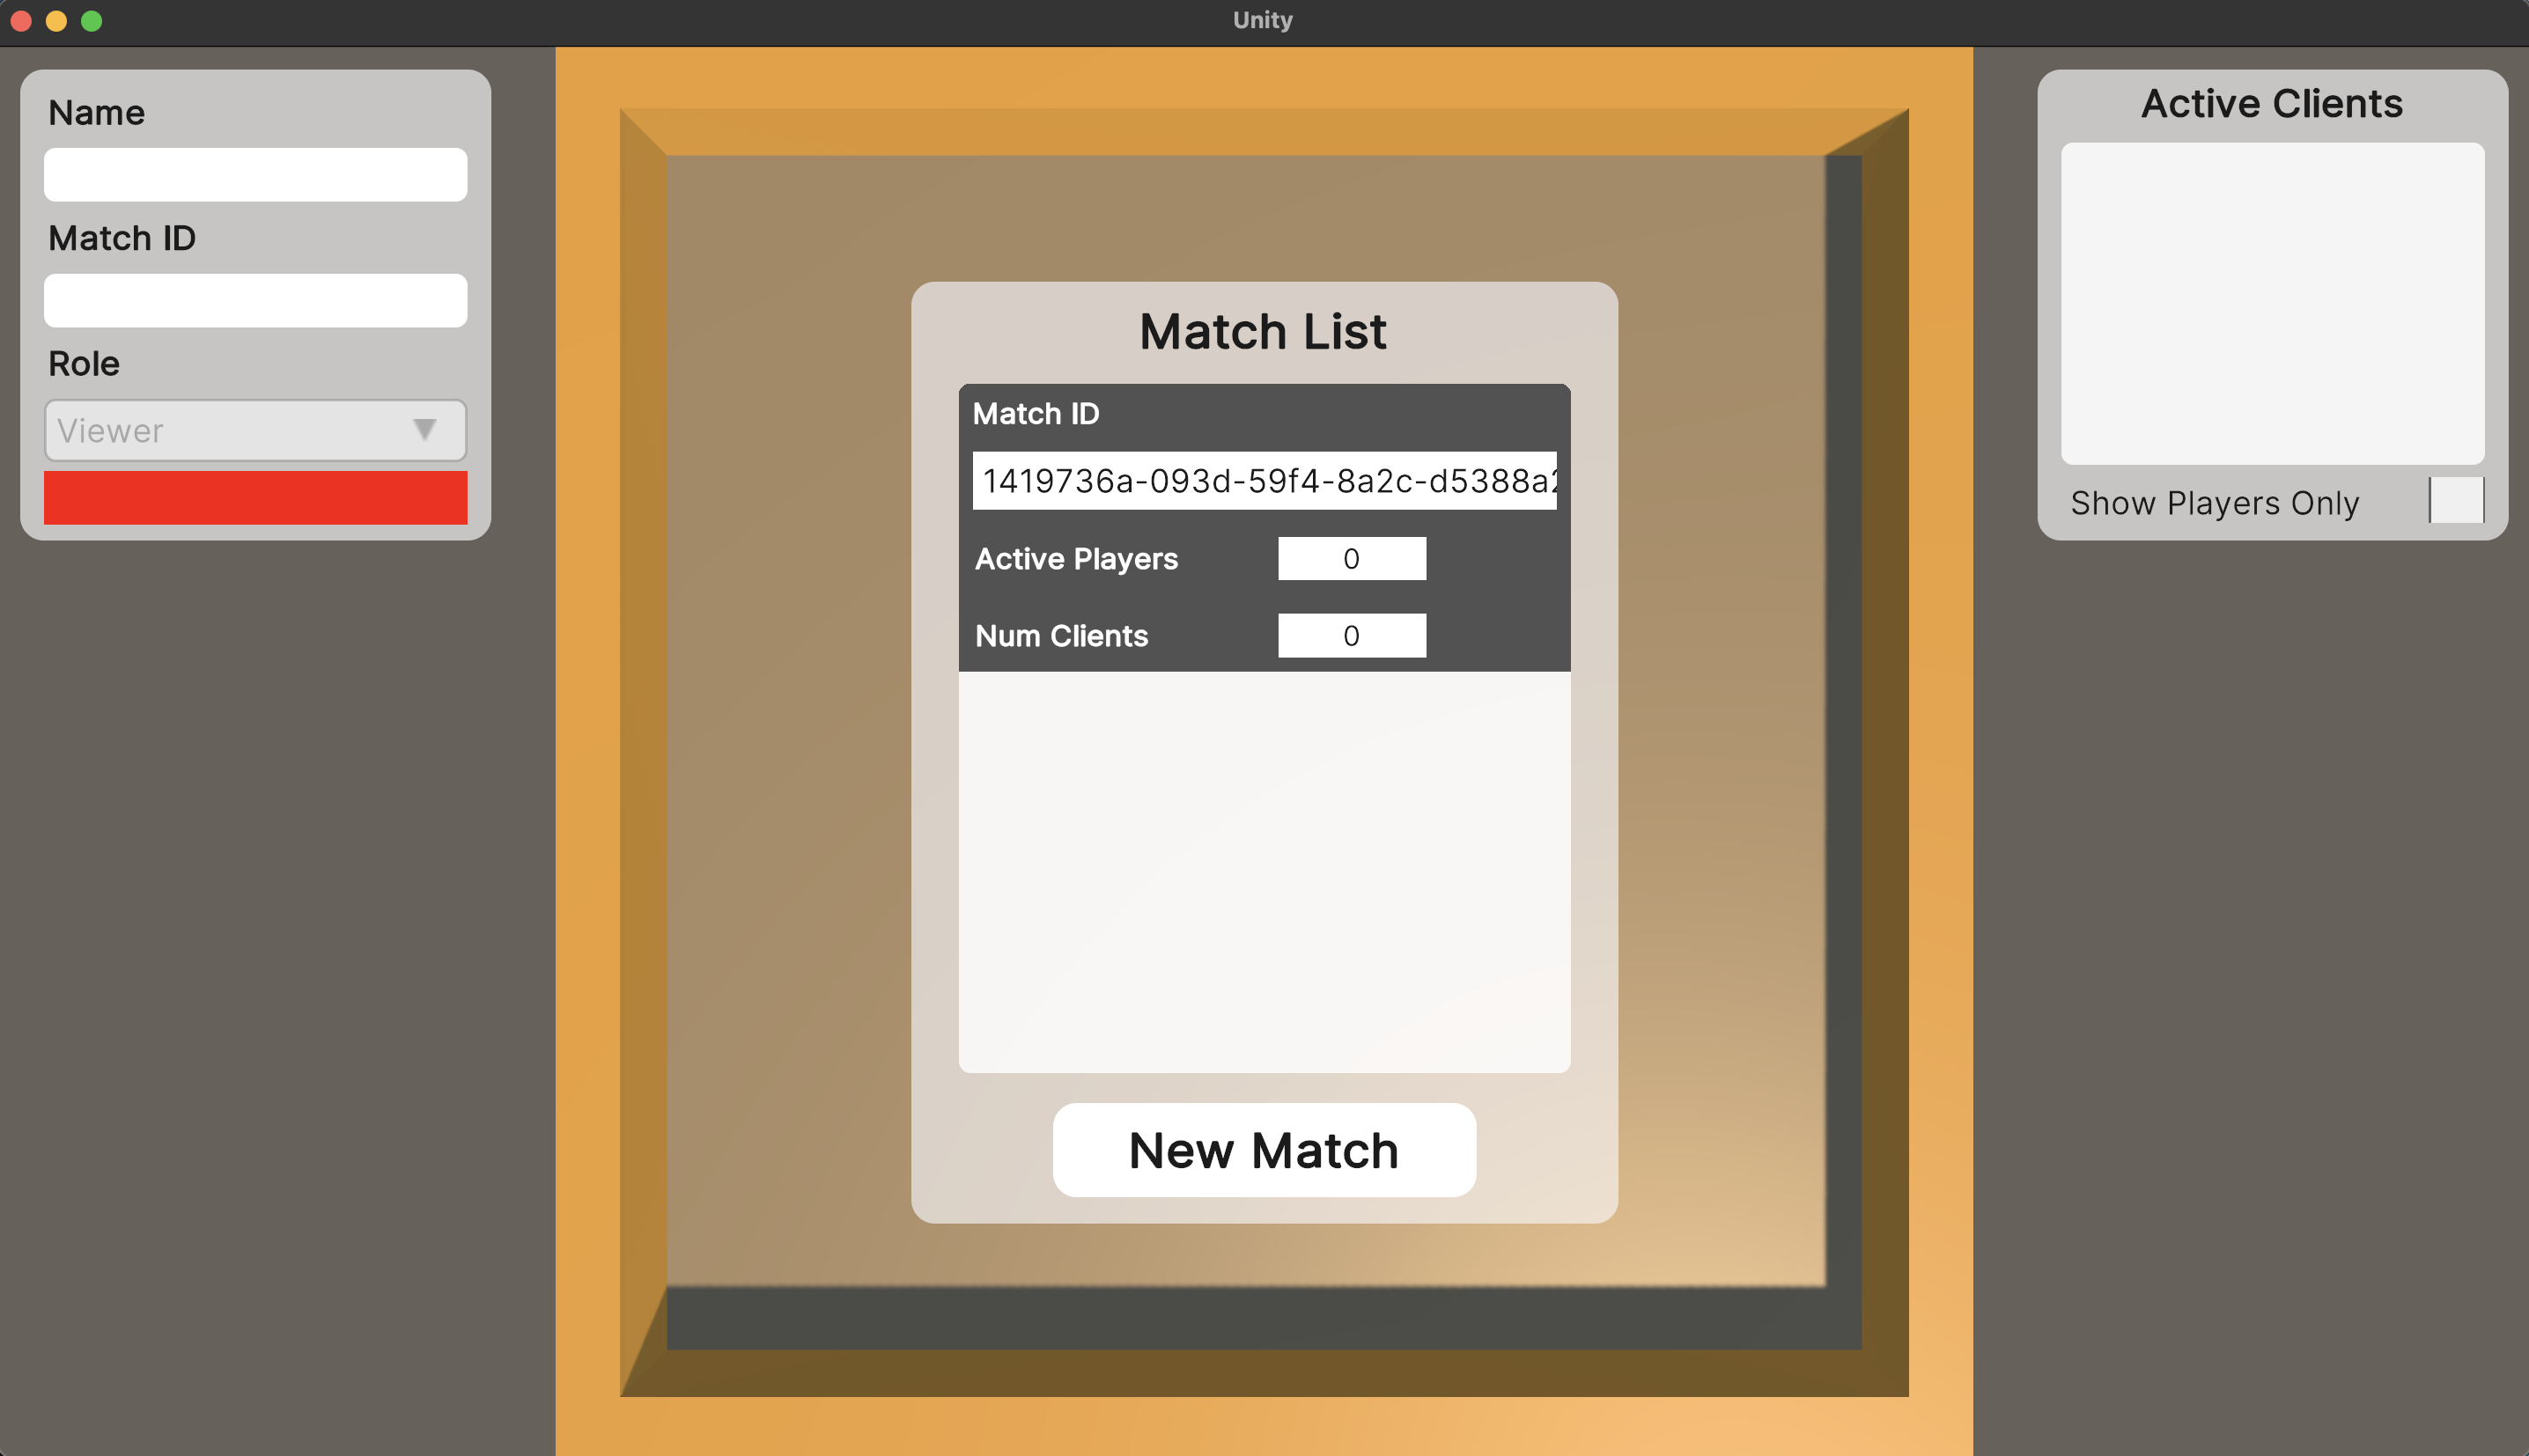 Unity
Name
Match ID
Role
Viewer
Match List
Match ID
1419736a-093d-59f4-8a2c-d5388a
Active Players 0
Num Clients 0
New Match
Active Clients
Show Players Only